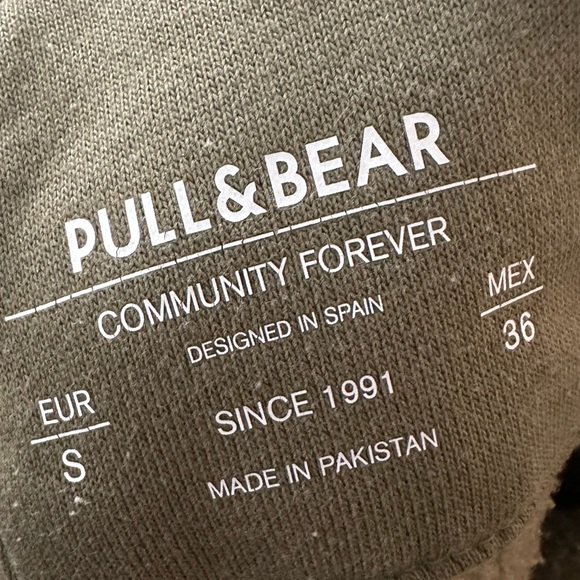 PULL&BEAR
COMMUNITY FOREVER
DESIGNED IN SPAIN
MEX
36
EUR
S
SINCE 1991
MADE IN PAKISTAN